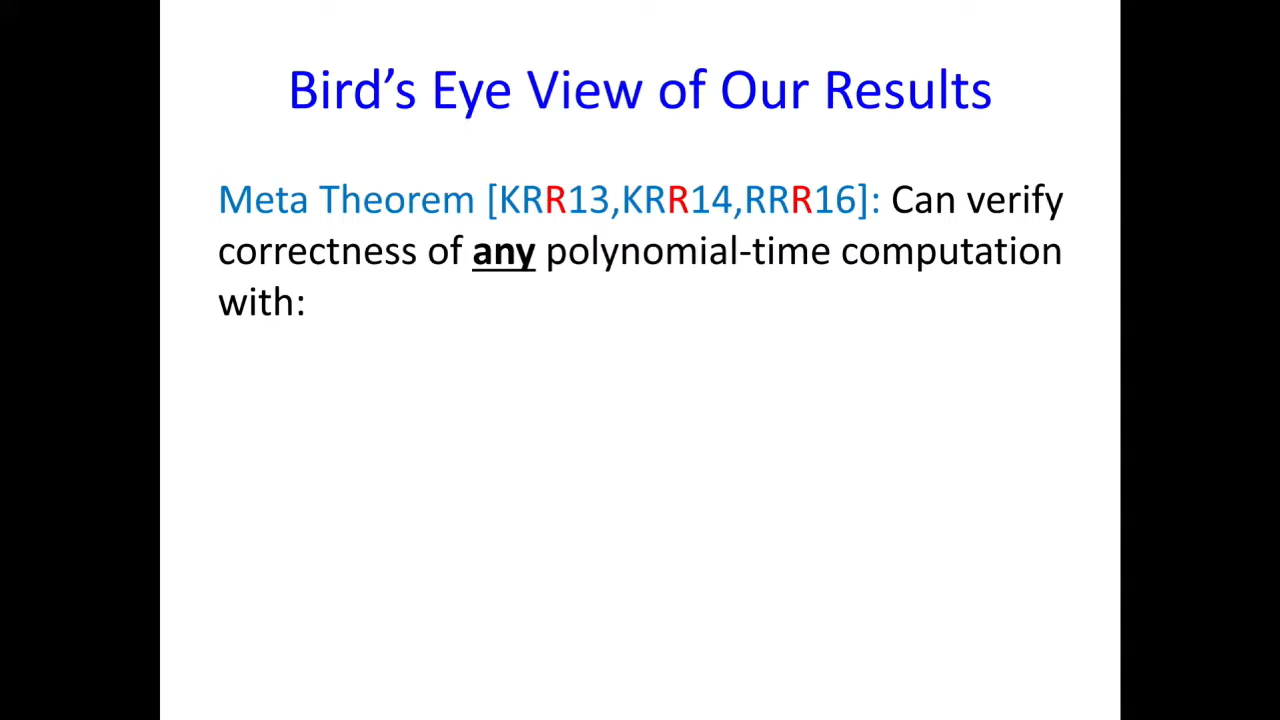 Bird’s Eye View of Our Results
Meta Theorem [KRR13,KRR14,RRR16]: Can verify
correctness of any polynomial-time computation
with: